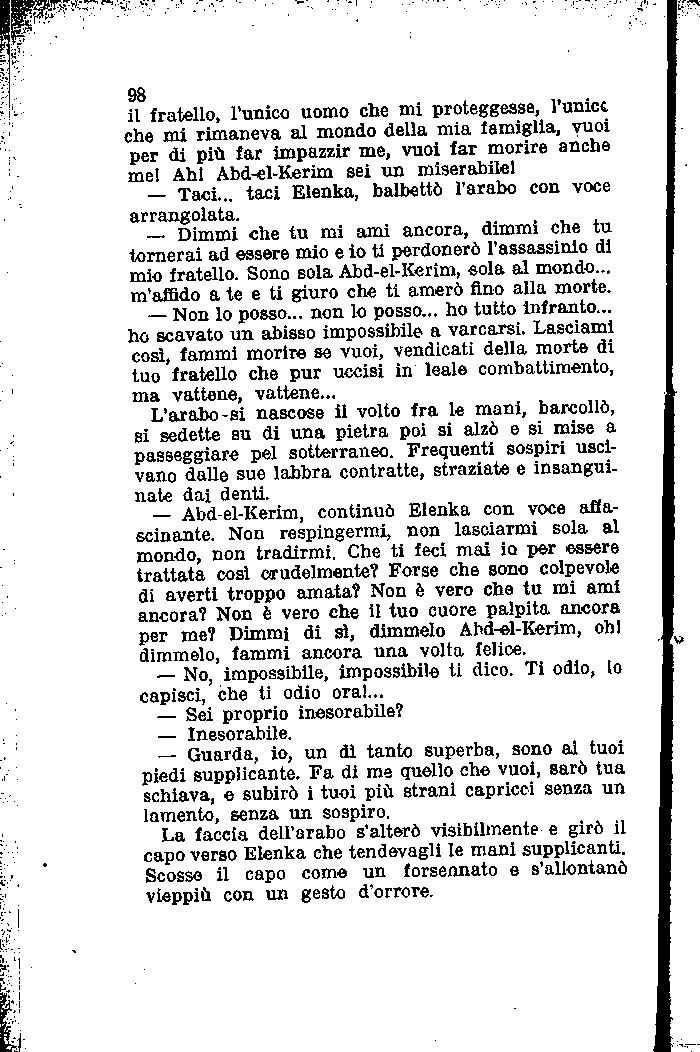 98
il fratello, l'unico uomo che mi proteggesse, l'unico
che mi rimaneva al mondo della mia famiglia, vuoi
per di più far impazzir me, vuoi far morire anche
me! Ah! Abd-el-Kerim sei un miserabile!
— Taci... taci Elenka, balbettò l'arabo con voce
arrangolata.
— Dimmi che tu mi ami ancora, dimmi che tu
tornerai ad essere mio e io ti perdonerò l'assassinio di
mio fratello. Sono sola Abd-el-Kerim, sola al mondo...
m'affido a te e ti giuro che ti amerò fino alla morte.
— Non lo posso... non lo posso... ho tutto infranto...
ho scavato un abisso impossibile a varcarsi. Lasciami
così, fammi morire se vuoi, vendicati della morte di
tuo fratello che pur uccisi in leale combattimento,
ma vattene, vattene...
L'arabo si nascose il volto fra le mani, barcollò,
si sedette su di una pietra poi si alzò e si mise a
passeggiare pel sotterraneo. Frequenti sospiri usci-
vano dalle sue labbra contratte, straziate e insangui-
nate dai denti.
— Abd-el-Kerim, continuò Elenka con voce affa-
scinante. Non respingermi, non lasciarmi sola al
mondo, non tradirmi. Che ti feci mai io per essere
trattata così crudelmente? Forse che sono colpevole
di averti troppo amata? Non è vero che tu mi ami
ancora? Non è vero che il tuo cuore palpita ancora
per me? Dimmi di sì, dimmelo Abd-el-Kerim, oh!
dimmelo, fammi ancora una volta felice.
— No, impossibile, impossibile ti dico. Ti odio, lo
capisci, che ti odio ora!...
— Sei proprio inesorabile?
— Inesorabile.
— Guarda, io, un dì tanto superba, sono ai tuoi
piedi supplicante. Fa di me quello che vuoi, sarò tua
schiava, e subirò i tuoi più strani capricci senza un
lamento, senza un sospiro.
La faccia dell'arabo s'alterò visibilmente e girò il
capo verso Elenka che tendevagli le mani supplicanti.
Scosse il capo come un forsennato e s'allontanò
vieppiù con un gesto d'orrore.